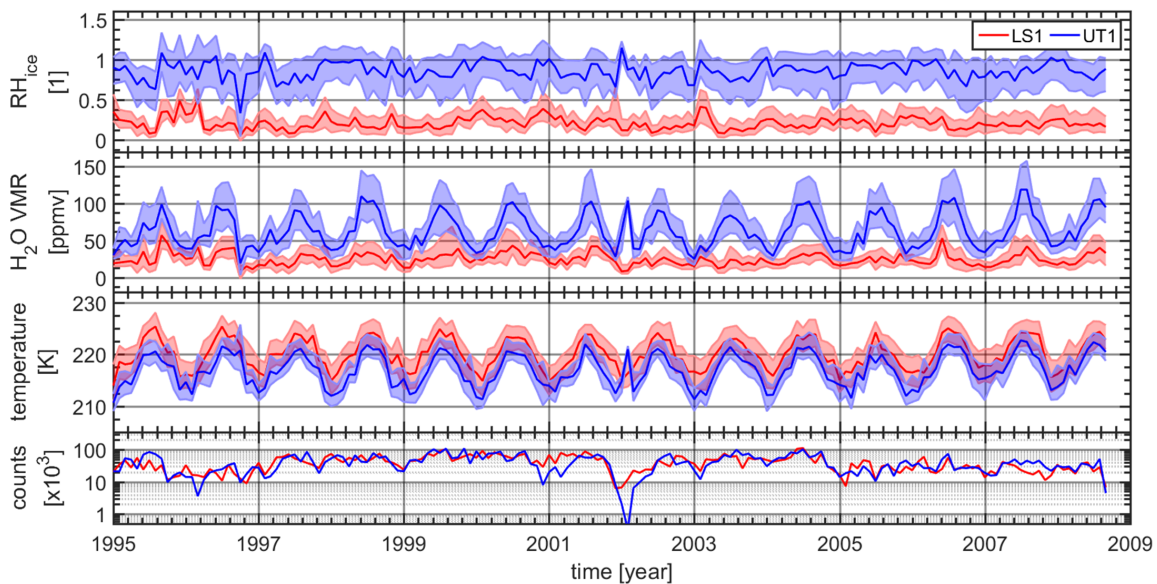 LS1 UT1
RH_ice
[1]
1.5
1
0.5
0
H₂O VMR
[ppmv]
150
100
50
0
temperature
[K]
230
220
210
counts
[x10³]
100
10
1
1995 1997 1999 2001 2003 2005 2007 2009
time [year]